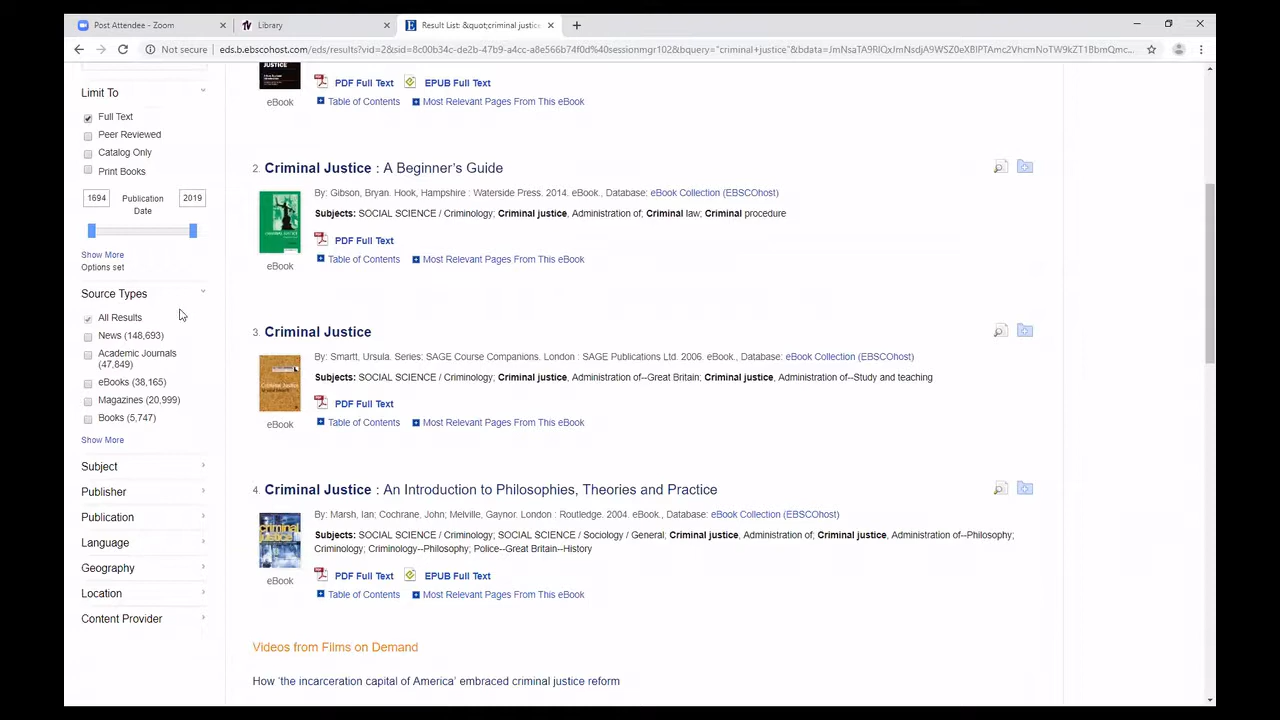 Post Attendee - Zoom
Library
Result List: &quot;criminal justice
Not secure
eds.b.ebscohost.com/eds/results?vid=2&sid=8c00b34c-de2b-47b9-a4cc-a8e566b74f0d%40sessionmgr102&bquery="criminal+justice"
JUSTICE
PDF Full Text
EPUB Full Text
eBook
Table of Contents
Most Relevant Pages From This eBook
Limit To
Full Text
Peer Reviewed
Catalog Only
Print Books
1694
Publication
Date
2019
Show More
Options set
Source Types
All Results
News (148,693)
Academic Journals
(47,849)
eBooks (38,165)
Magazines (20,999)
Books (5,747)
Show More
Subject
Publisher
Publication
Language
Geography
Location
Content Provider
2. Criminal Justice : A Beginner's Guide
By: Gibson, Bryan. Hook, Hampshire : Waterside Press. 2014. eBook., Database: eBook Collection (EBSCOhost)
Subjects: SOCIAL SCIENCE / Criminology; Criminal justice, Administration of; Criminal law; Criminal procedure
PDF Full Text
eBook
Table of Contents
Most Relevant Pages From This eBook
3. Criminal Justice
By: Smartt, Ursula. Series: SAGE Course Companions. London : SAGE Publications Ltd. 2006. eBook., Database: eBook Collection (EBSCOhost)
Subjects: SOCIAL SCIENCE / Criminology; Criminal justice, Administration of--Great Britain; Criminal justice, Administration of--Study and teaching
PDF Full Text
eBook
Table of Contents
Most Relevant Pages From This eBook
4. Criminal Justice : An Introduction to Philosophies, Theories and Practice
By: Marsh, Ian; Cochrane, John; Melville, Gaynor. London : Routledge. 2004. eBook., Database: eBook Collection (EBSCOhost)
Subjects: SOCIAL SCIENCE / Criminology; SOCIAL SCIENCE / Sociology / General; Criminal justice, Administration of; Criminal justice, Administration of--Philosophy;
Criminology; Criminology--Philosophy; Police--Great Britain--History
criminal
justice
PDF Full Text
EPUB Full Text
eBook
Table of Contents
Most Relevant Pages From This eBook
Videos from Films on Demand
How 'the incarceration capital of America' embraced criminal justice reform